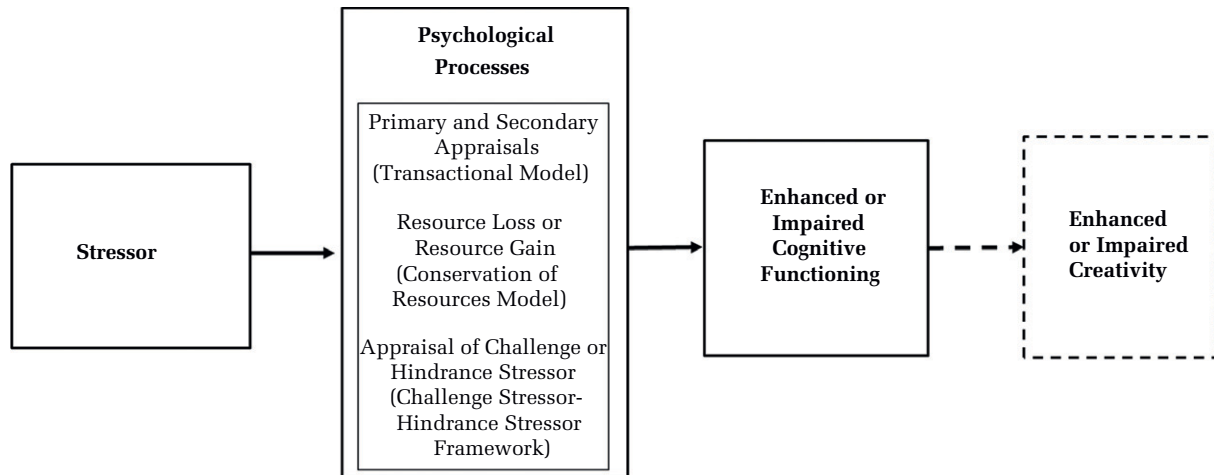 Psychological
Processes
Primary and Secondary
Appraisals
(Transactional Model)
Resource Loss or
Resource Gain
(Conservation of
Resources Model)
Appraisal of Challenge or
Hindrance Stressor
(Challenge Stressor-
Hindrance Stressor
Framework)
Stressor
Enhanced or
Impaired
Cognitive
Functioning
Enhanced
or Impaired
Creativity